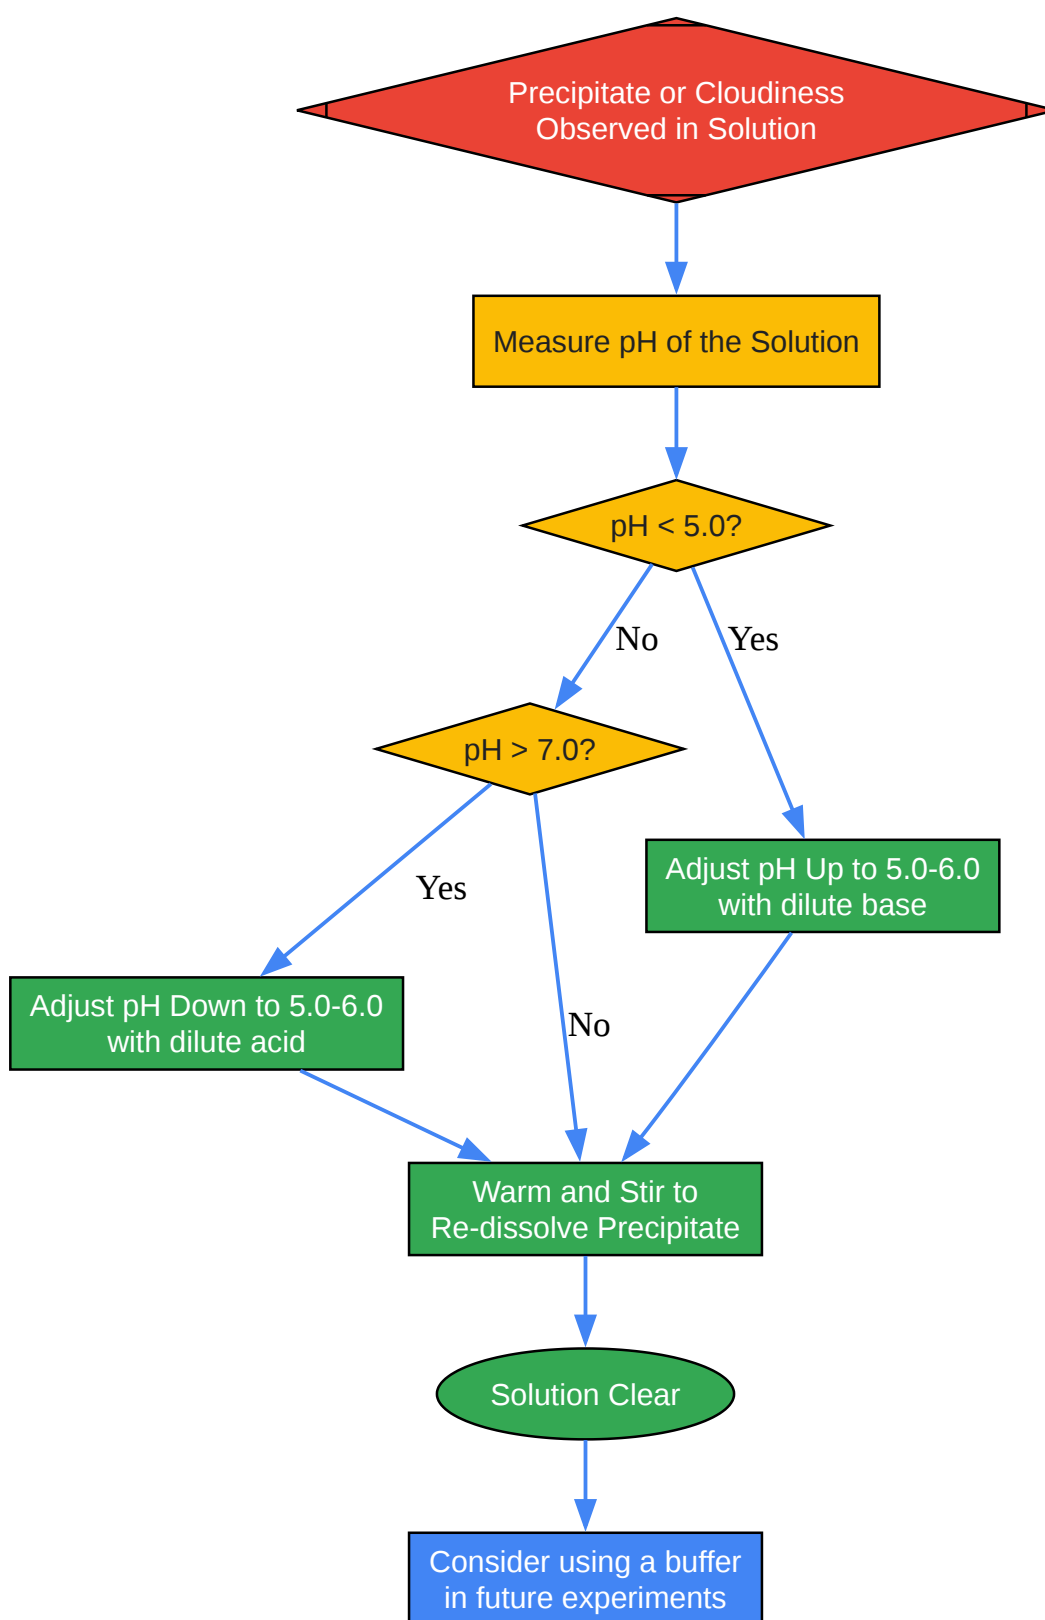 Precipitate or Cloudiness
Observed in Solution
Measure pH of the Solution
pH < 5.0?
No
Yes
pH > 7.0?
Adjust pH Up to 5.0-6.0
with dilute base
Yes
Adjust pH Down to 5.0-6.0
with dilute acid
No
Warm and Stir to
Re-dissolve Precipitate
Solution Clear
Consider using a buffer
in future experiments